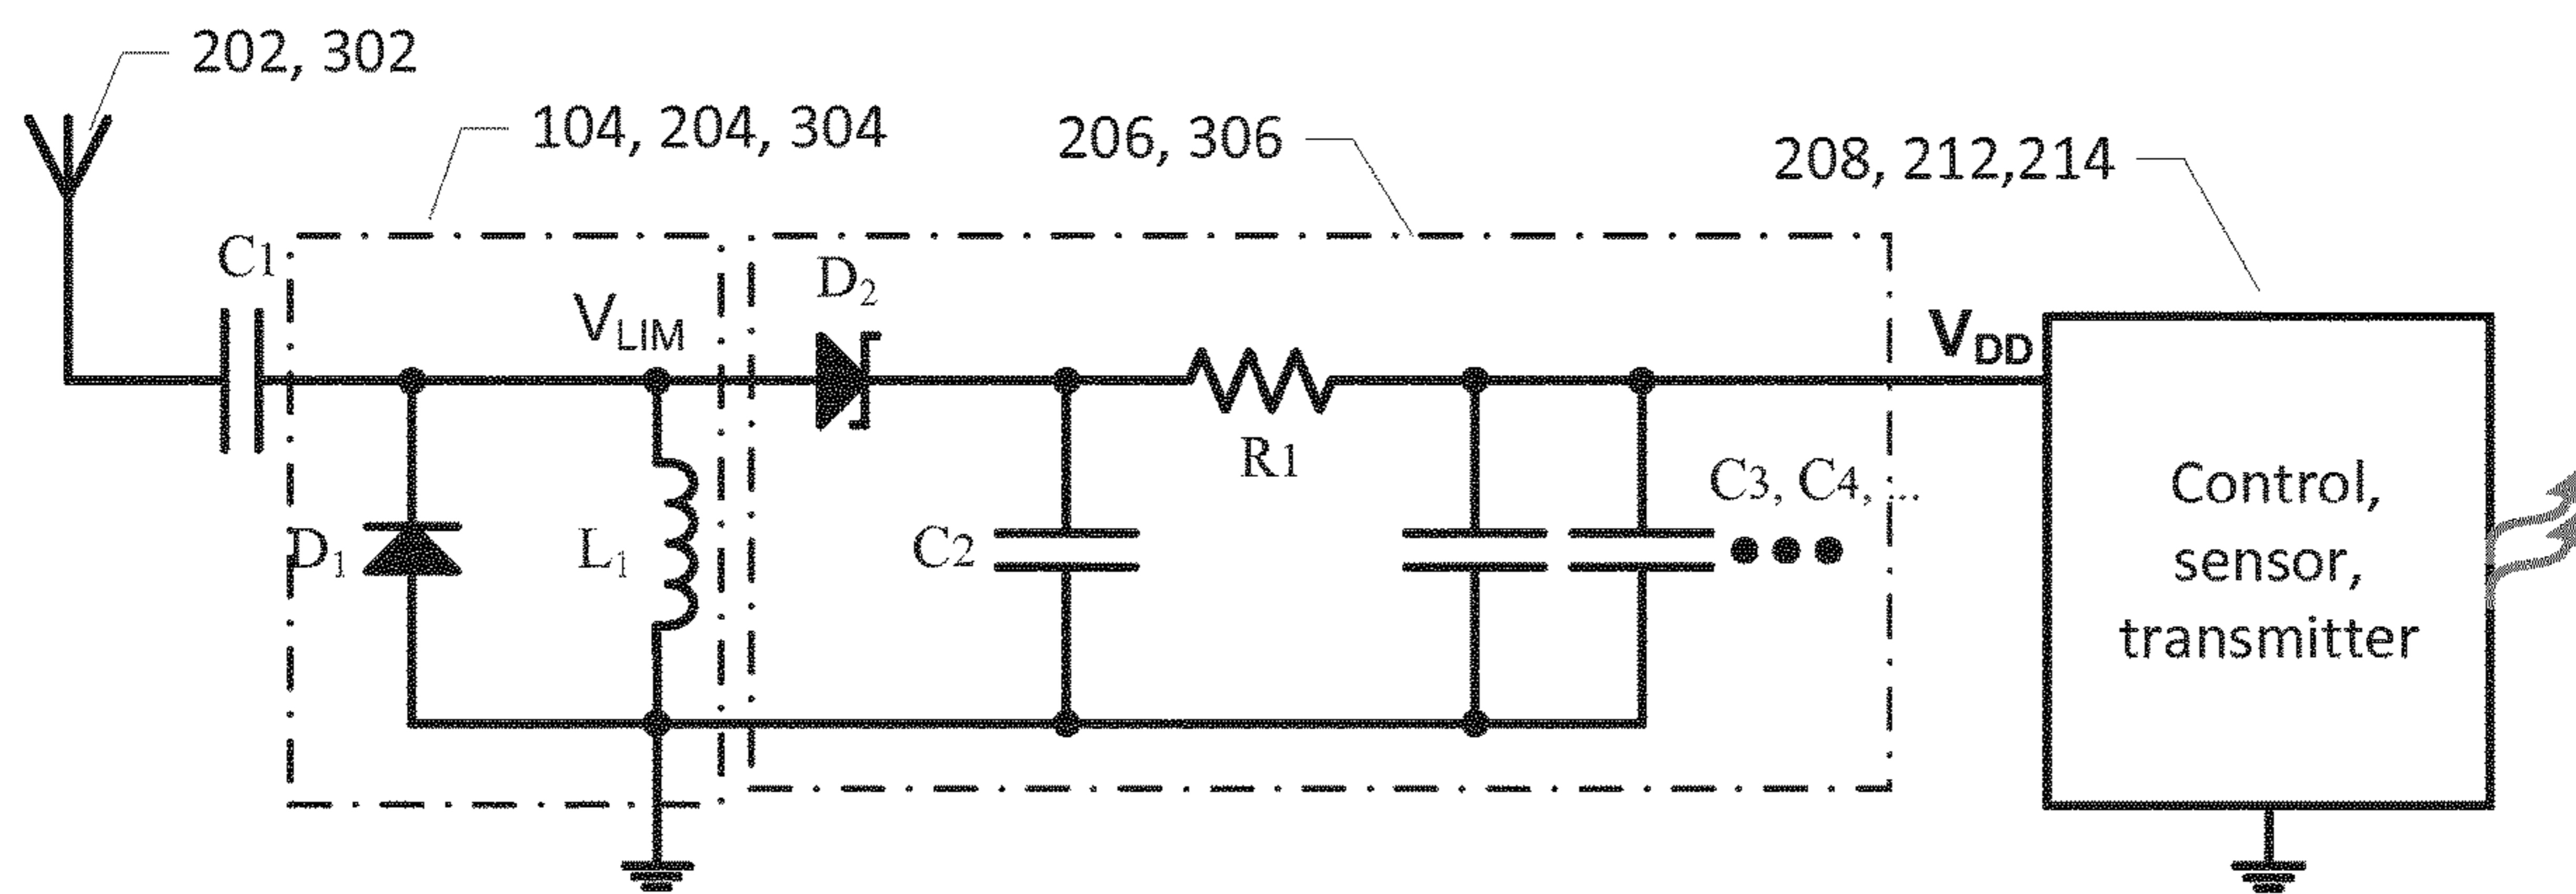 202, 302
104, 204, 304
206, 306
208, 212,214
C1
VLIM
D2
VDD
R1
C3, C4, ...
D1
L1
C2
Control,
sensor,
transmitter